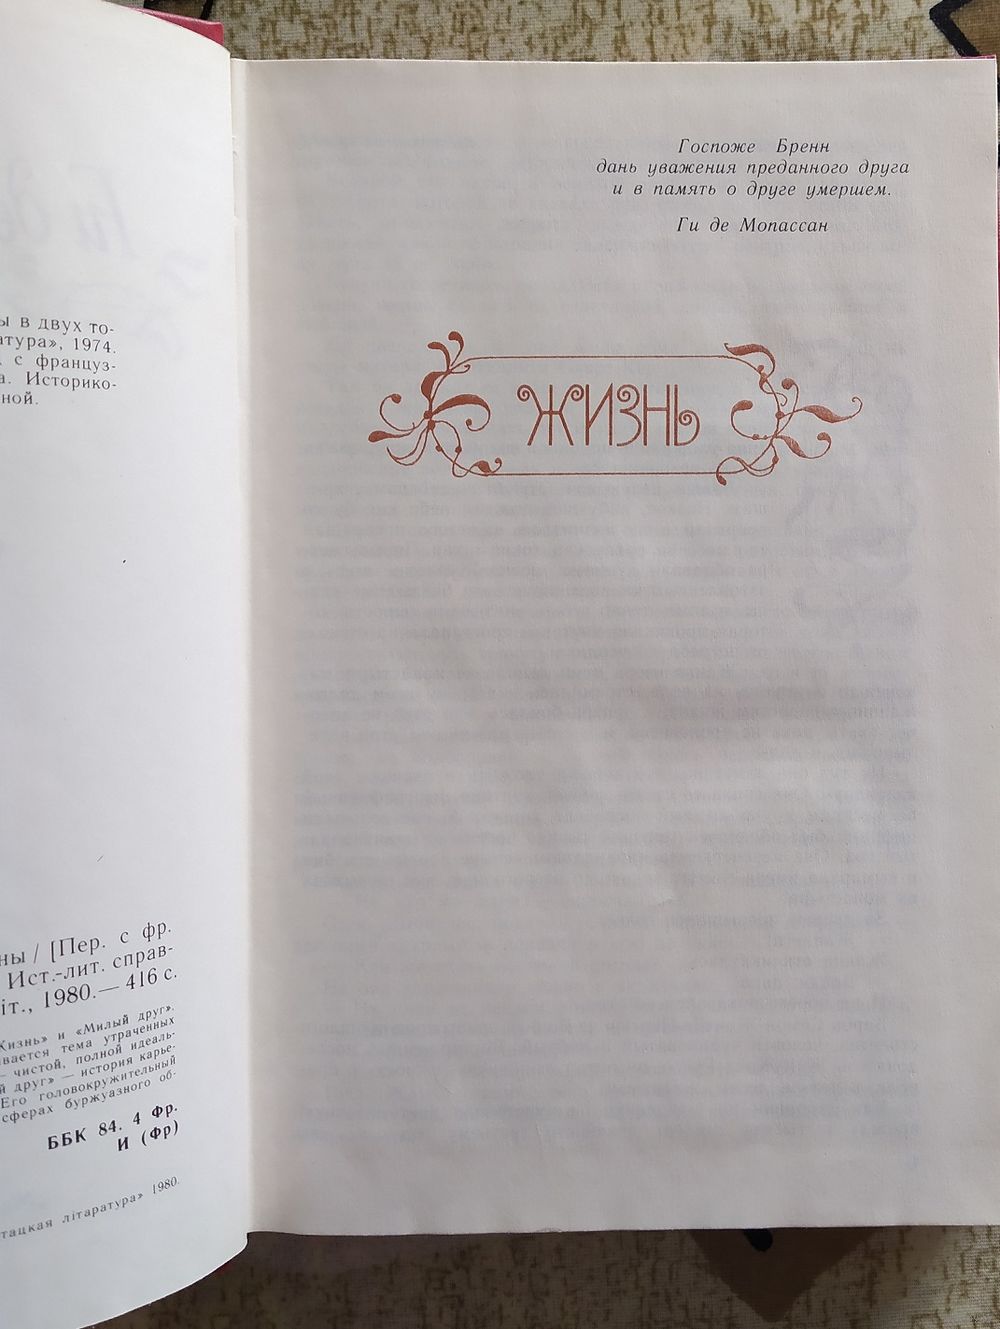 ы в двух то-
атура», 1974.
с француз-
а. Историко-
ной.
ны / [Пер. с фр.
Ист.-лит. справ-
іт., 1980.— 416 с.
Жизнь» и «Милый друг».
вается тема утраченных
— чистой, полной идеаль-
й друг» — история карье-
Его головокружительный
сферах буржуазного об-
ББК 84. 4 Фр.
И (Фр)
тацкая літаратура» 1980.
Госпоже Бренн
дань уважения преданного друга
и в память о друге умершем.
Ги де Мопассан
ЖИЗНЬ